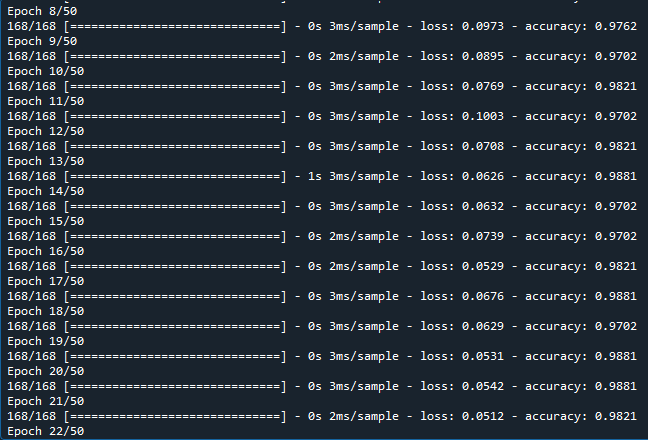 Epoch 8/50
168/168 [==============================] - 0s 3ms/sample - loss: 0.0973 - accuracy: 0.9762
Epoch 9/50
168/168 [==============================] - 0s 2ms/sample - loss: 0.0895 - accuracy: 0.9702
Epoch 10/50
168/168 [==============================] - 0s 3ms/sample - loss: 0.0769 - accuracy: 0.9821
Epoch 11/50
168/168 [==============================] - 0s 3ms/sample - loss: 0.1003 - accuracy: 0.9702
Epoch 12/50
168/168 [==============================] - 0s 3ms/sample - loss: 0.0708 - accuracy: 0.9821
Epoch 13/50
168/168 [==============================] - 1s 3ms/sample - loss: 0.0626 - accuracy: 0.9881
Epoch 14/50
168/168 [==============================] - 0s 3ms/sample - loss: 0.0632 - accuracy: 0.9702
Epoch 15/50
168/168 [==============================] - 0s 2ms/sample - loss: 0.0739 - accuracy: 0.9702
Epoch 16/50
168/168 [==============================] - 0s 2ms/sample - loss: 0.0529 - accuracy: 0.9821
Epoch 17/50
168/168 [==============================] - 0s 3ms/sample - loss: 0.0676 - accuracy: 0.9881
Epoch 18/50
168/168 [==============================] - 0s 3ms/sample - loss: 0.0629 - accuracy: 0.9702
Epoch 19/50
168/168 [==============================] - 0s 3ms/sample - loss: 0.0531 - accuracy: 0.9881
Epoch 20/50
168/168 [==============================] - 0s 3ms/sample - loss: 0.0542 - accuracy: 0.9881
Epoch 21/50
168/168 [==============================] - 0s 2ms/sample - loss: 0.0512 - accuracy: 0.9821
Epoch 22/50